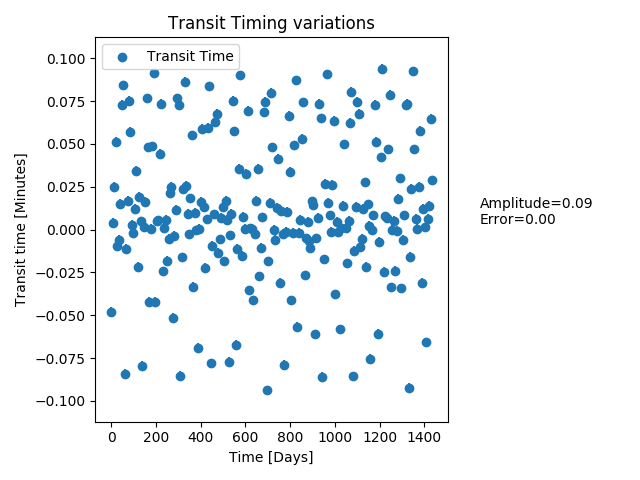 Transit Timing variations
Transit Time
0.100
0.075
0.050
0.025
0.000
−0.025
−0.050
−0.075
−0.100
Transit time [Minutes]
0 200 400 600 800 1000 1200 1400
Time [Days]
Amplitude=0.09
Error=0.00